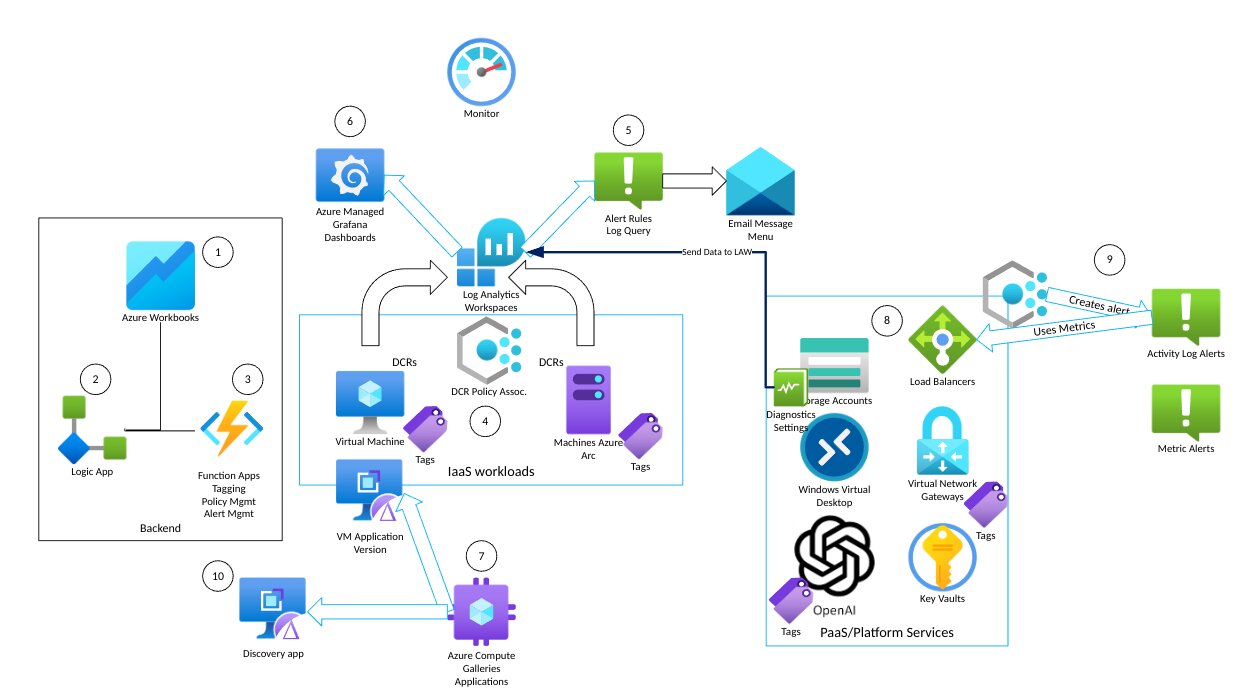 Monitor
6
5
Azure Managed
Grafana
Dashboards
Alert Rules
Log Query
Email Message
Menu
1
Azure Workbooks
Send Data to LAW
Log Analytics
Workspaces
9
Creates alert
Uses Metrics
Activity Log Alerts
8
Load Balancers
2
3
DCRs
DCRs
DCR Policy Assoc.
4
Virtual Machine
Tags
Machines Azure
Arc
Tags
IaaS workloads
orage Accounts
Diagnostics
Settings
Metric Alerts
Logic App
Function Apps
Tagging
Policy Mgmt
Alert Mgmt
Backend
Windows Virtual
Desktop
Virtual Network
Gateways
Tags
VM Application
Version
7
10
Discovery app
Azure Compute
Galleries
Applications
OpenAI
Tags
Key Vaults
PaaS/Platform Services